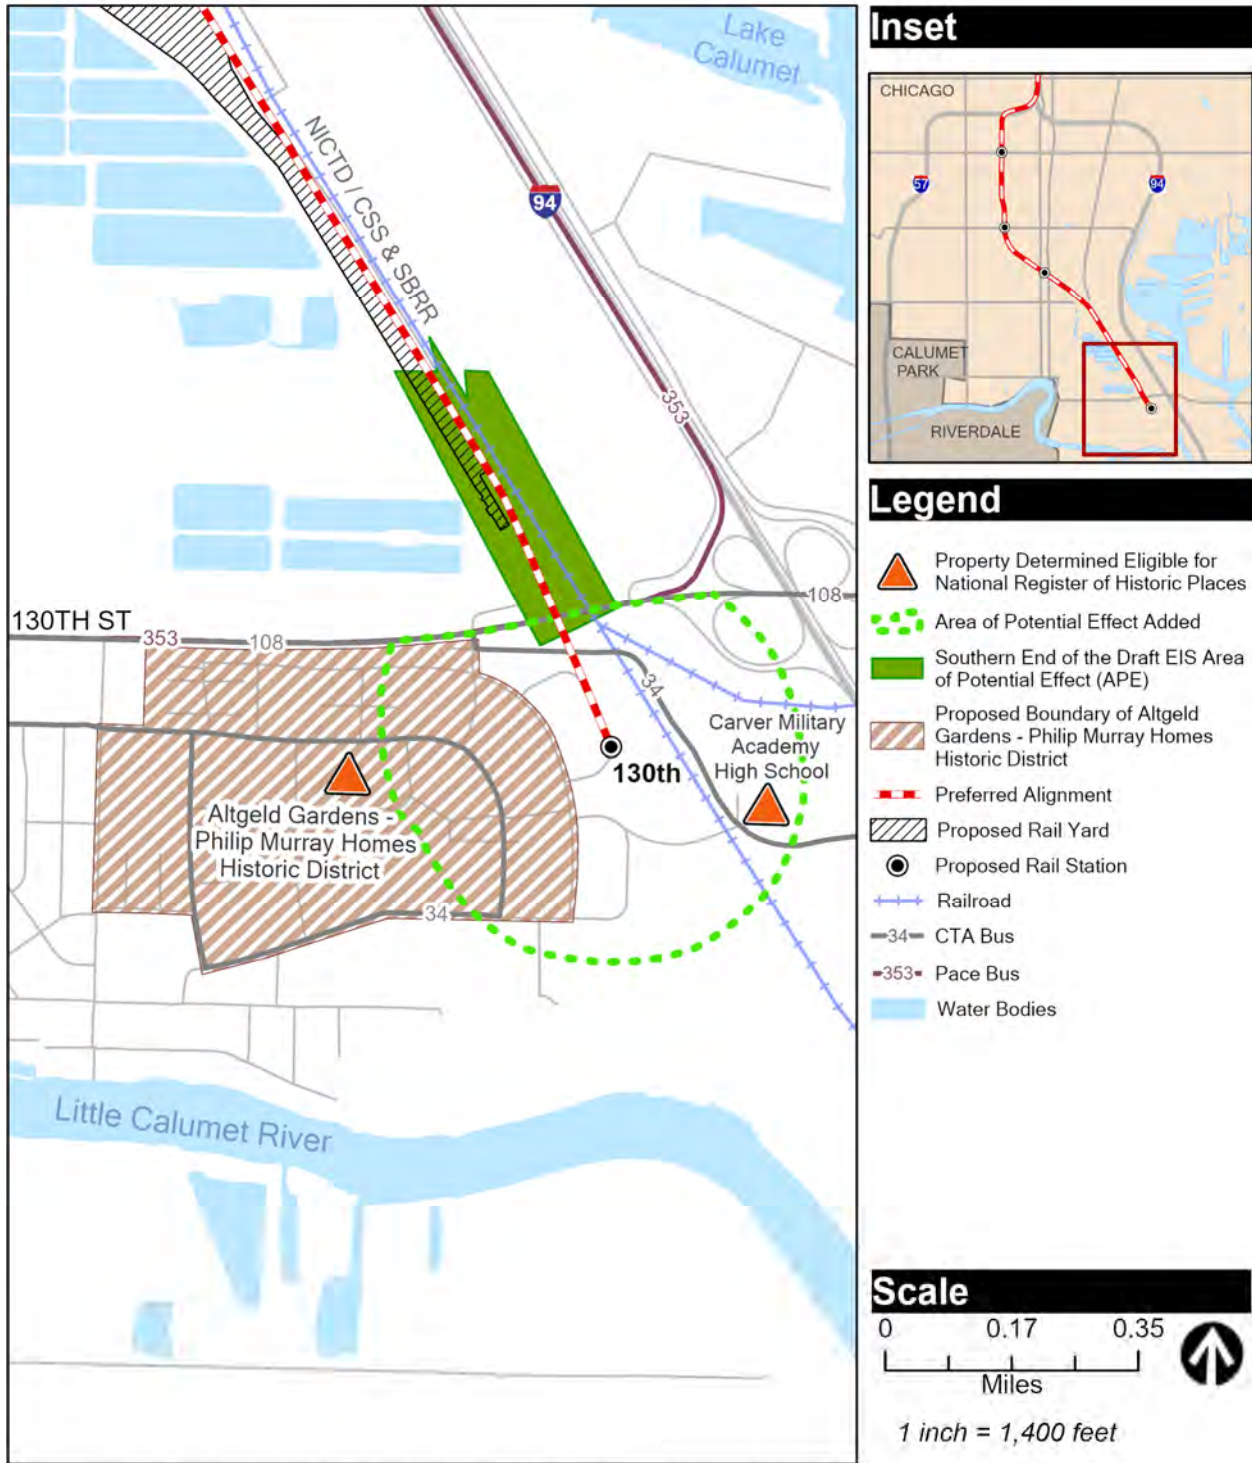 Lake
Calumet
NICTD / CSS & SBRR
94
353
108
130TH ST
353
108
34
Carver Military
Academy
High School
130th
Altgeld Gardens -
Philip Murray Homes
Historic District
34
Little Calumet River
Inset
CHICAGO
57
94
CALUMET
PARK
RIVERDALE
Legend
Property Determined Eligible for
National Register of Historic Places
Area of Potential Effect Added
Southern End of the Draft EIS Area
of Potential Effect (APE)
Proposed Boundary of Altgeld
Gardens - Philip Murray Homes
Historic District
Preferred Alignment
Proposed Rail Yard
Proposed Rail Station
Railroad
34 CTA Bus
353 Pace Bus
Water Bodies
Scale
0 0.17 0.35
Miles
1 inch = 1,400 feet